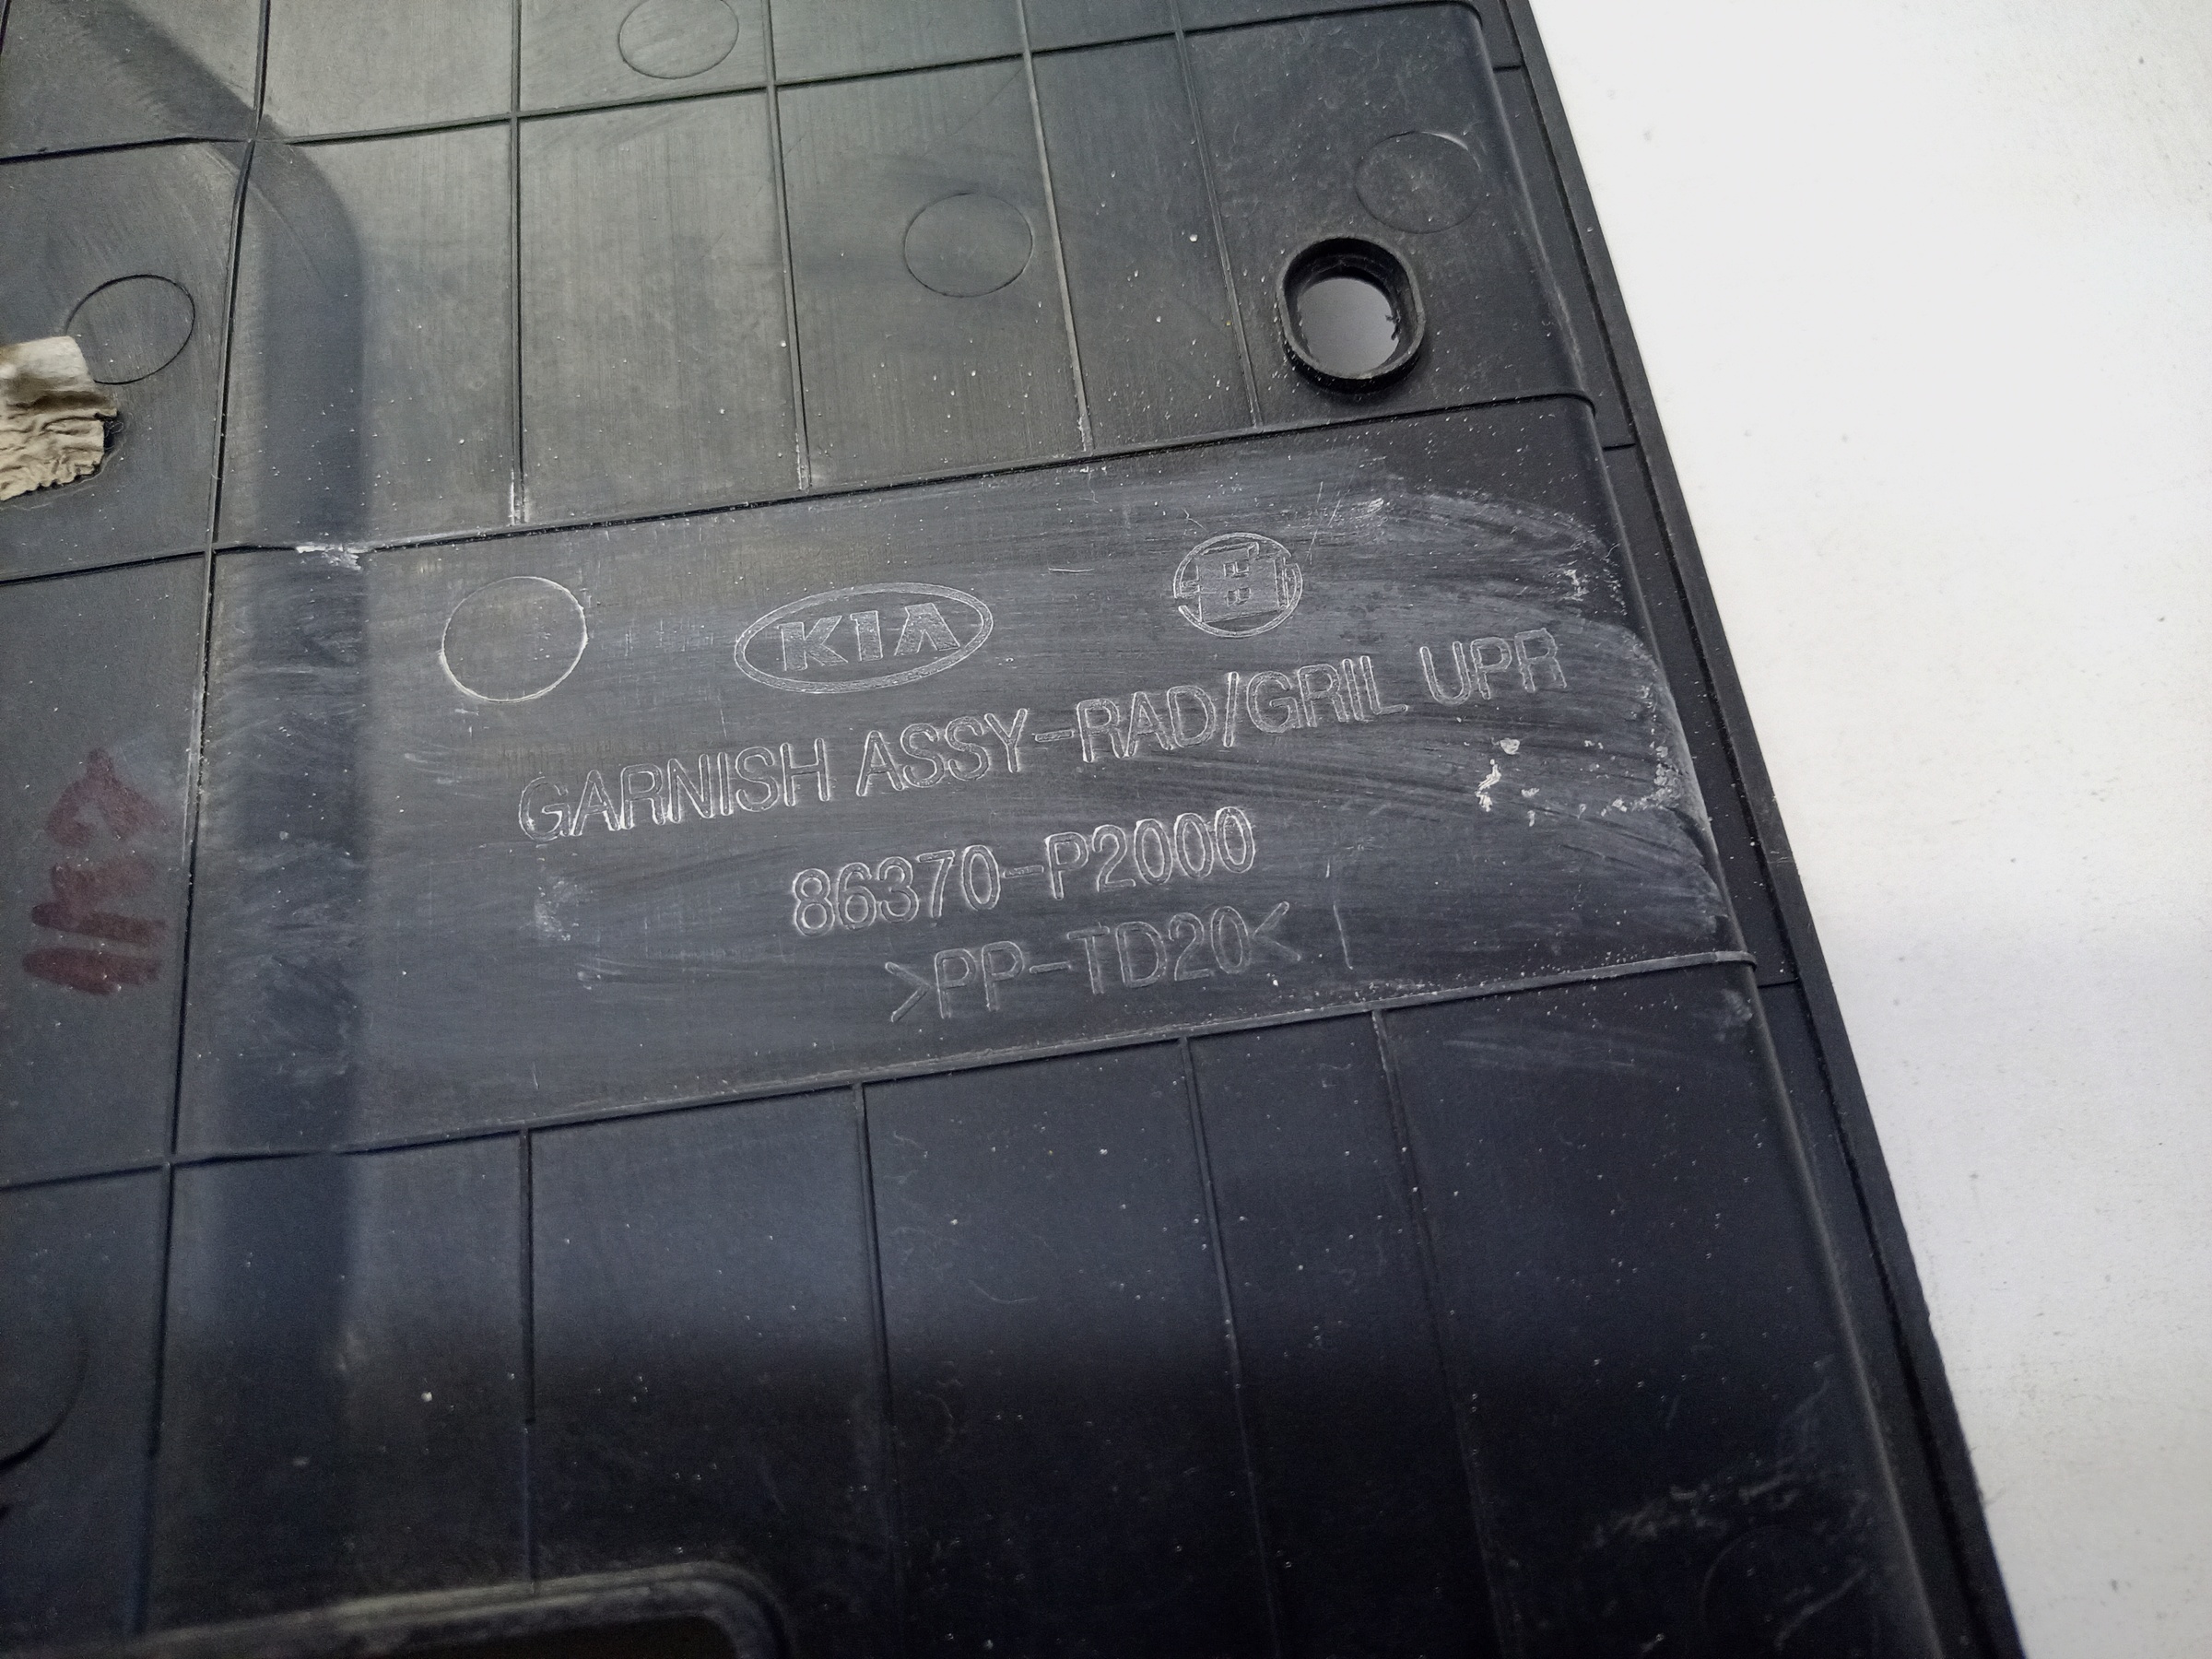 KIA
GARNISH ASSY-RAD/GRIL UPR
86370-P2000
>PP-TD20<